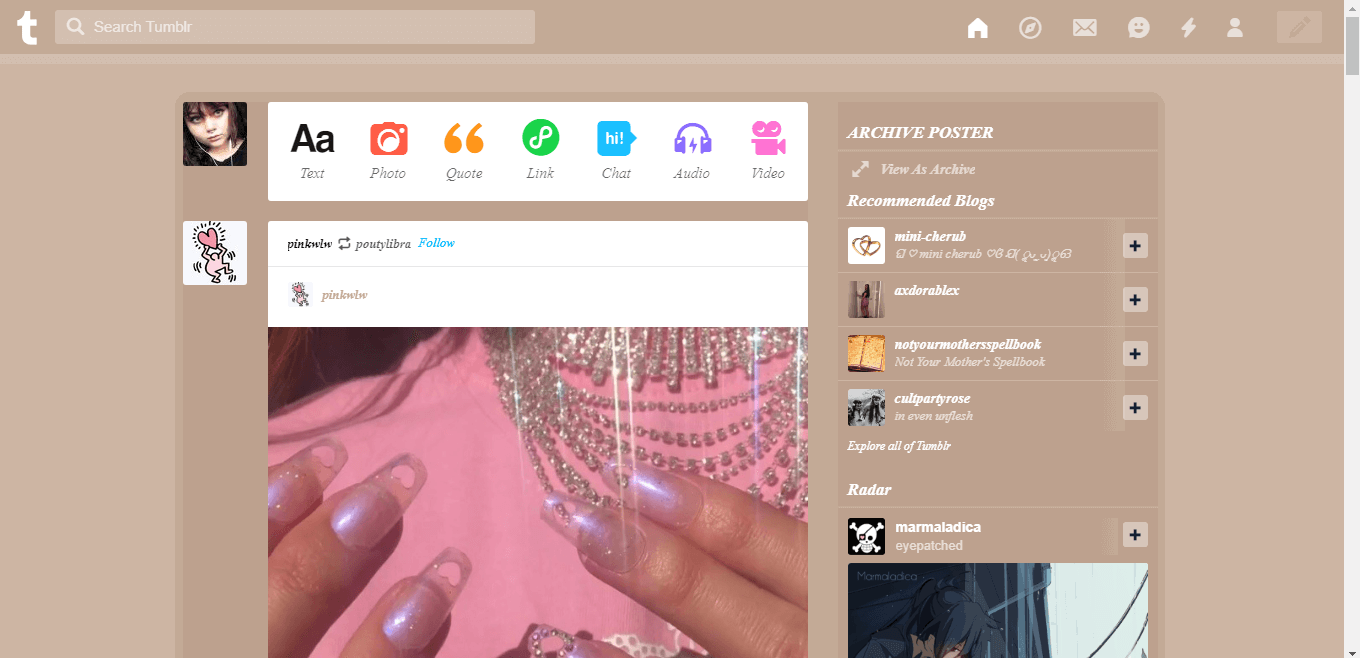 Search Tumblr
Aa
hi!
Text
Photo
Quote
Link
Chat
Audio
Video
pinkwlw poutylibra Follow
pinkwlw
ARCHIVE POSTER
View As Archive
Recommended Blogs
mini-cherub
mini cherub
axdorablex
notyourmothersspellbook
Not Your Mother's Spellbook
cultpartyrose
in even unflesh
Explore all of Tumblr
Radar
marmaladica
eyepatched
Marmaladica